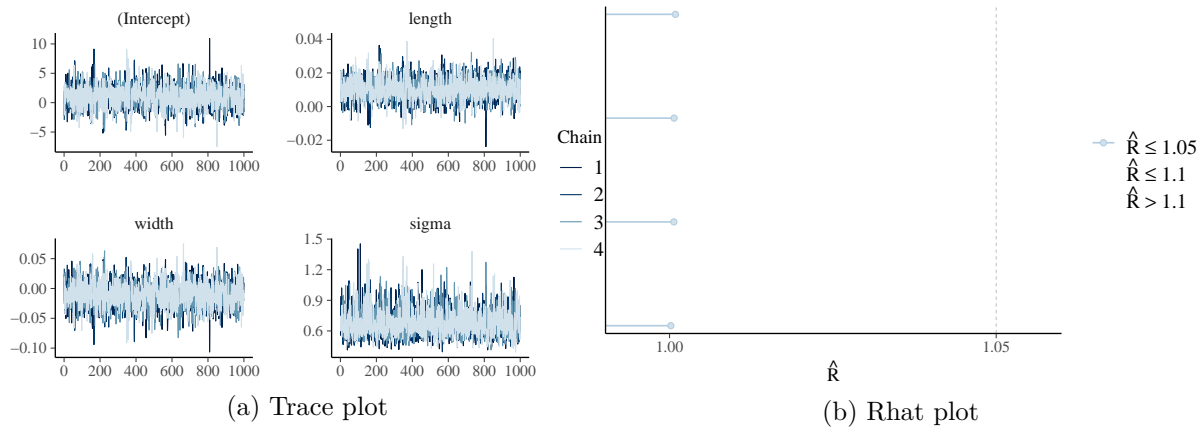 (Intercept)
10
5
0
−5
0 200 400 600 800 1000
length
0.04
0.02
0.00
−0.02
0 200 400 600 800 1000
width
0.05
0.00
−0.05
−0.10
0 200 400 600 800 1000
sigma
1.5
1.2
0.9
0.6
0 200 400 600 800 1000
Chain
1
2
3
4
(a) Trace plot
1.00 1.05
R̂
R̂ ≤ 1.05
R̂ ≤ 1.1
R̂ > 1.1
(b) Rhat plot